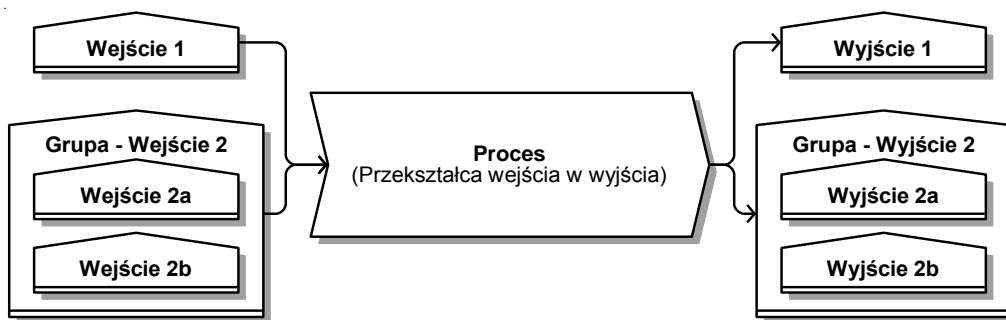 Wejście 1
Grupa - Wejście 2
Wejście 2a
Wejście 2b
Proces
(Przekształca wejścia w wyjścia)
Wyjście 1
Grupa - Wyjście 2
Wyjście 2a
Wyjście 2b